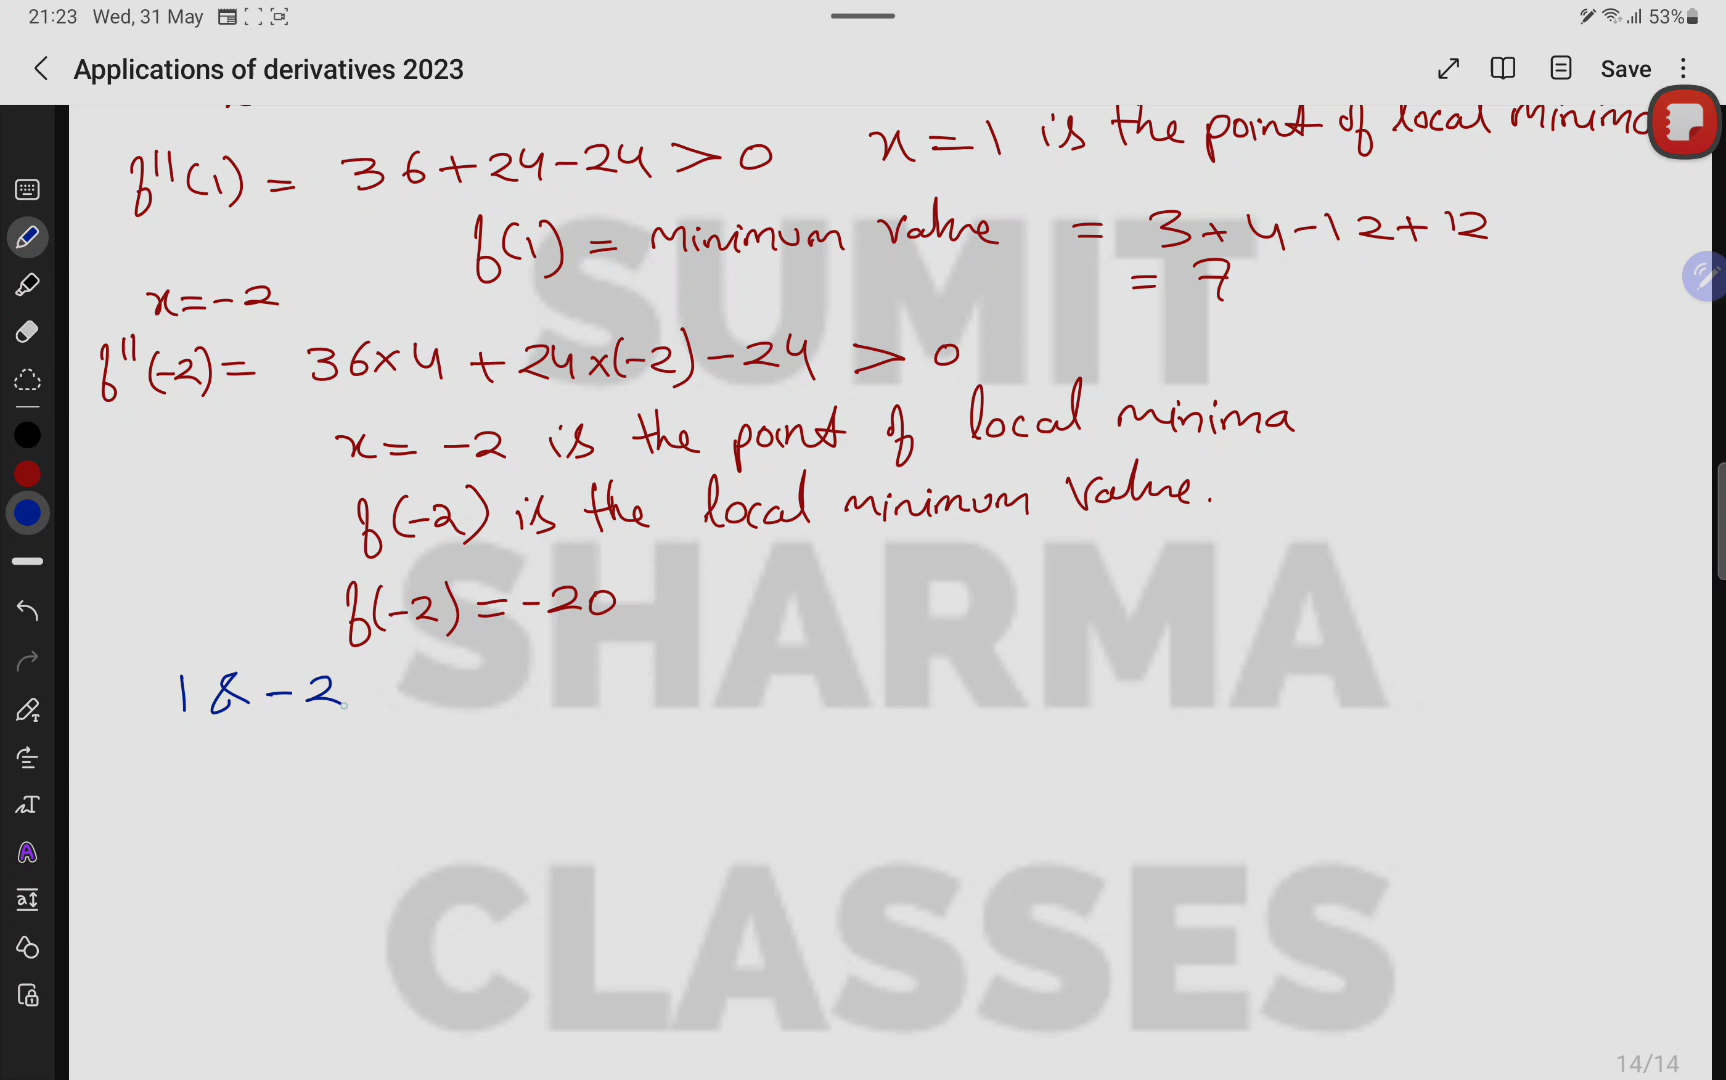 21:23 Wed, 31 May 53%
Applications of derivatives 2023 Save
x = 1 is the point of local minima
f''(1) = 36+24-24 > 0
f(1) = minimum value = 3+4-12+12
= 7
x = -2
f''(-2) = 36×4 + 24×(-2) - 24 > 0
x = -2 is the point of local minima
f(-2) is the local minimum value.
f(-2) = -20
1 & -2
SUMIT
SHARMA
CLASSES
14/14